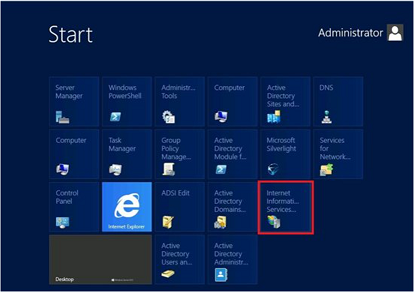 Start
Administrator
Server
Manager
Windows
PowerShell
Administr...
Tools
Computer
Active
Directory
Sites and...
DNS
Computer
Task
Manager
Group
Policy
Manage...
Active
Directory
Module f...
Microsoft
Silverlight
Services
for
Network...
Control
Panel
Internet Explorer
ADSI Edit
Active
Directory
Domains...
Internet
Informati...
Services...
Desktop
Active
Directory
Users an...
Active
Directory
Administr...